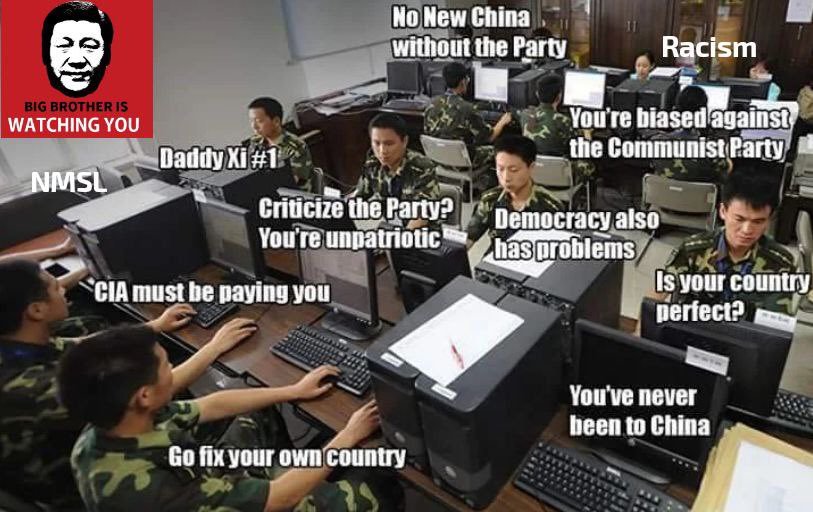 No New China
without the Party
Racism
BIG BROTHER IS
WATCHING YOU
You're biased against
the Communist Party
Daddy Xi #1
NMSL
Criticize the Party?
You're unpatriotic
Democracy also
has problems
Is your country
perfect?
CIA must be paying you
You've never
been to China
Go fix your own country